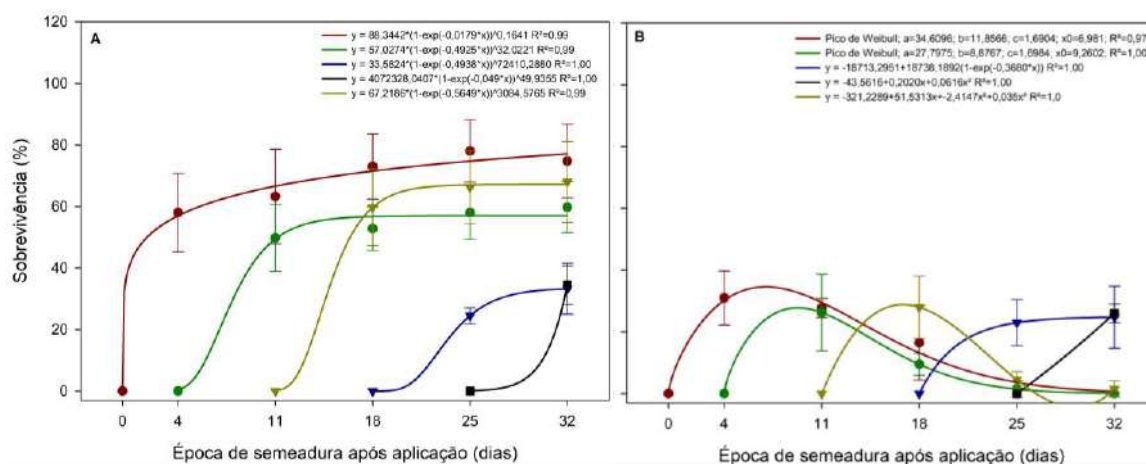 A
y = 88,3442*(1-exp(-0,0179*x))^0,1641 R²=0,99
y = 57,0274*(1-exp(-0,4925*x))^32,0221 R²=0,99
y = 33,5824*(1-exp(-0,4938*x))^72410,2880 R²=1,00
y = 4072328,0407*(1-exp(-0,049*x))^49,9355 R²=1,00
y = 67,2186*(1-exp(-0,5649*x))^3084,5765 R²=0,99
Sobrevivência (%)
120
100
80
60
40
20
0
0 4 11 18 25 32
Época de semeadura após aplicação (dias)
B
Pico de Weibull; a=34,6096; b=11,8566; c=1,6904; x0=6,981; R²=0,97
Pico de Weibull; a=27,7975; b=8,6767; c=1,6984; x0=9,2602; R²=1,00
y = -18713,2951+18738,1892(1-exp(-0,3680*x)) R²=1,00
y = -43,5616+0,2020x+0,0616x² R²=1,00
y = -321,2289+51,5313x+-2,4147x²+0,035x³ R²=1,0
0 4 11 18 25 32
Época de semeadura após aplicação (dias)